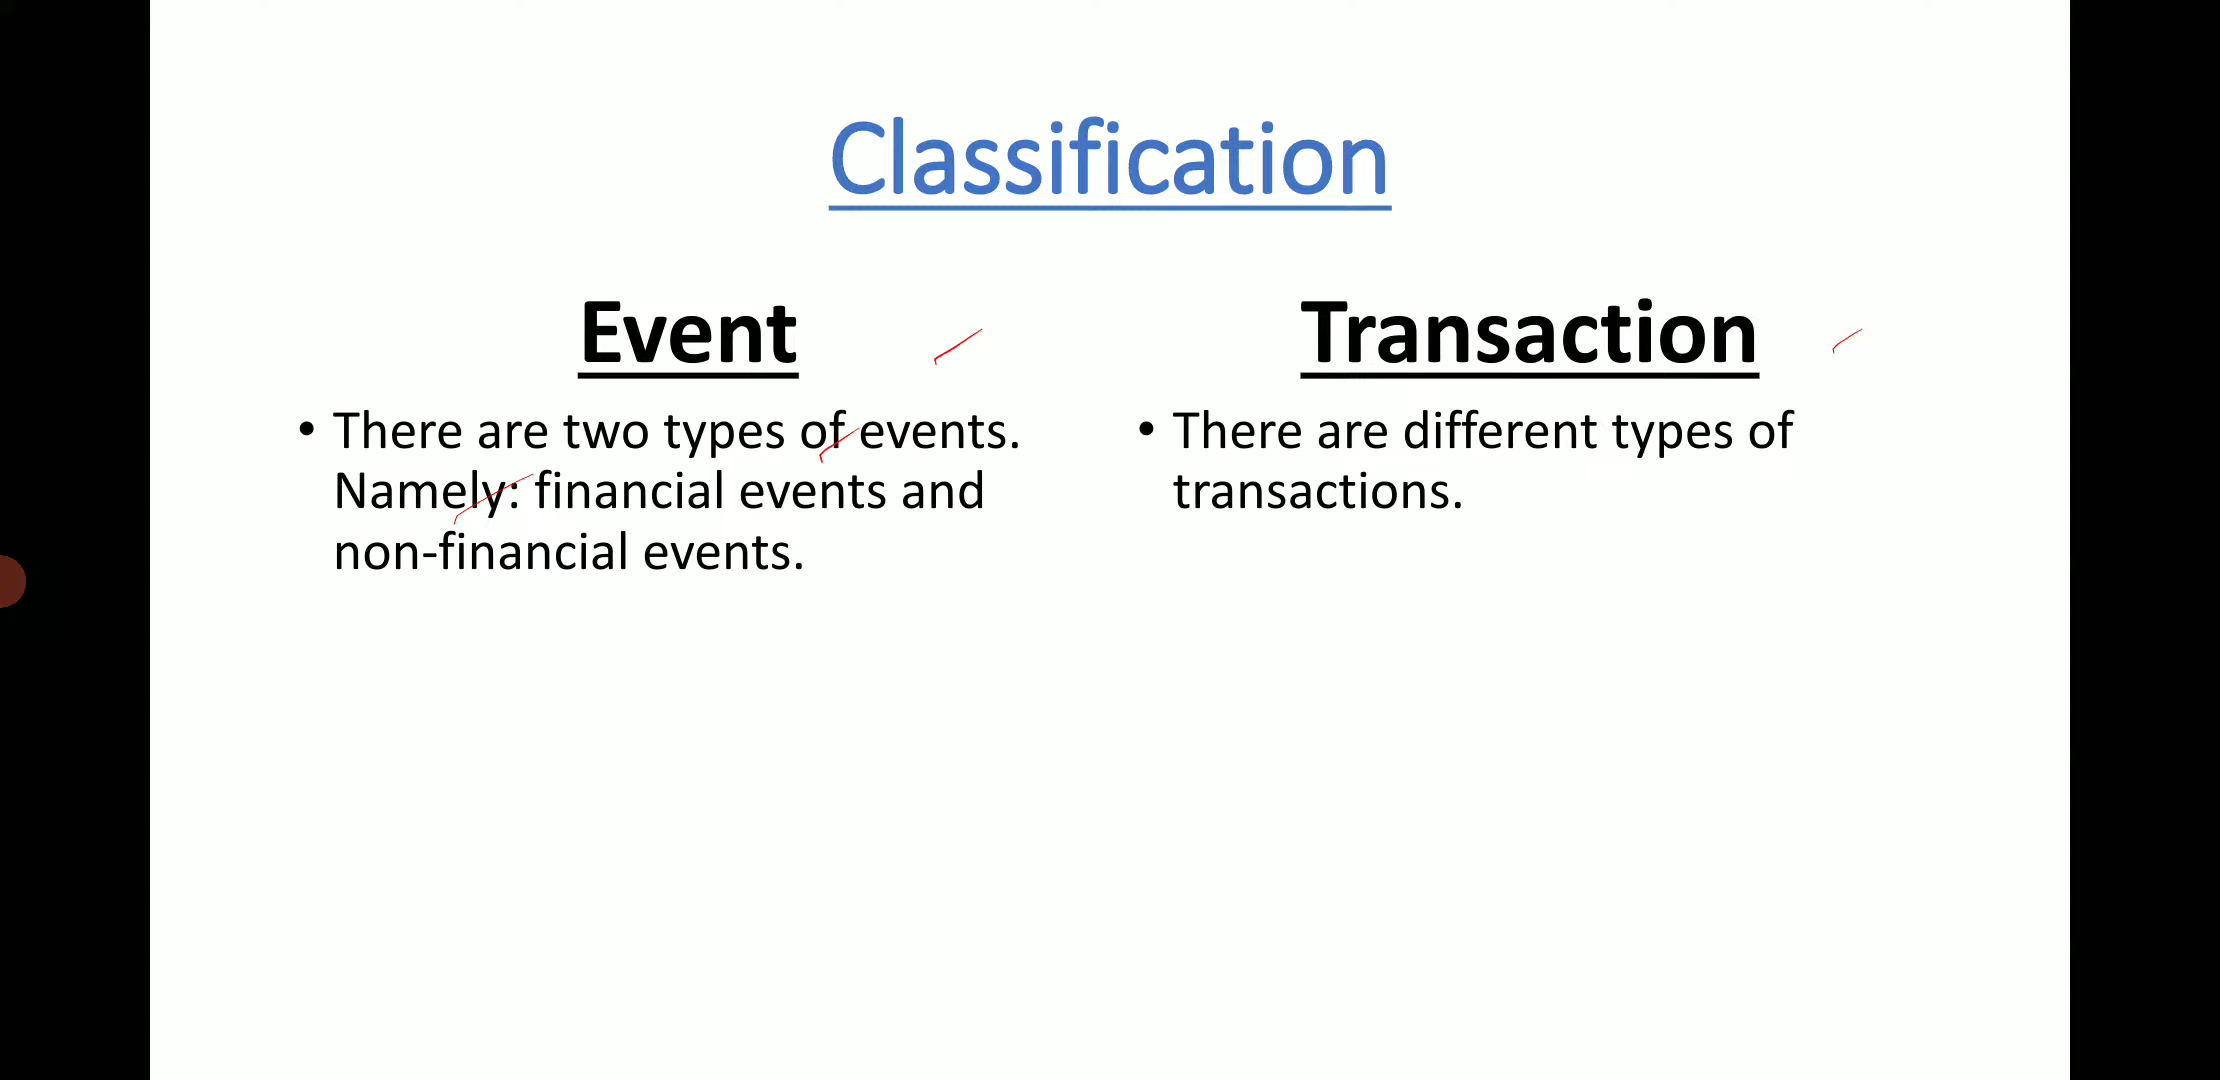 Classification
Event
• There are two types of events.
Namely: financial events and
non-financial events.
Transaction
• There are different types of
transactions.